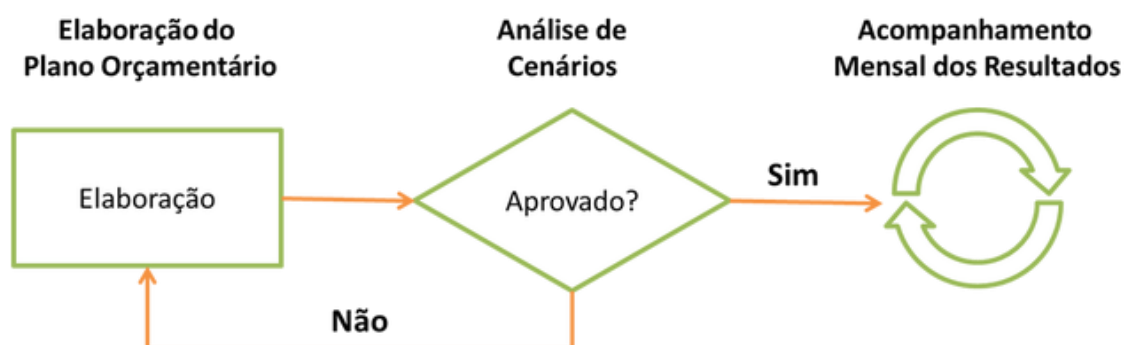 Elaboração do
Plano Orçamentário
Análise de
Cenários
Acompanhamento
Mensal dos Resultados
Elaboração
Aprovado?
Sim
Não